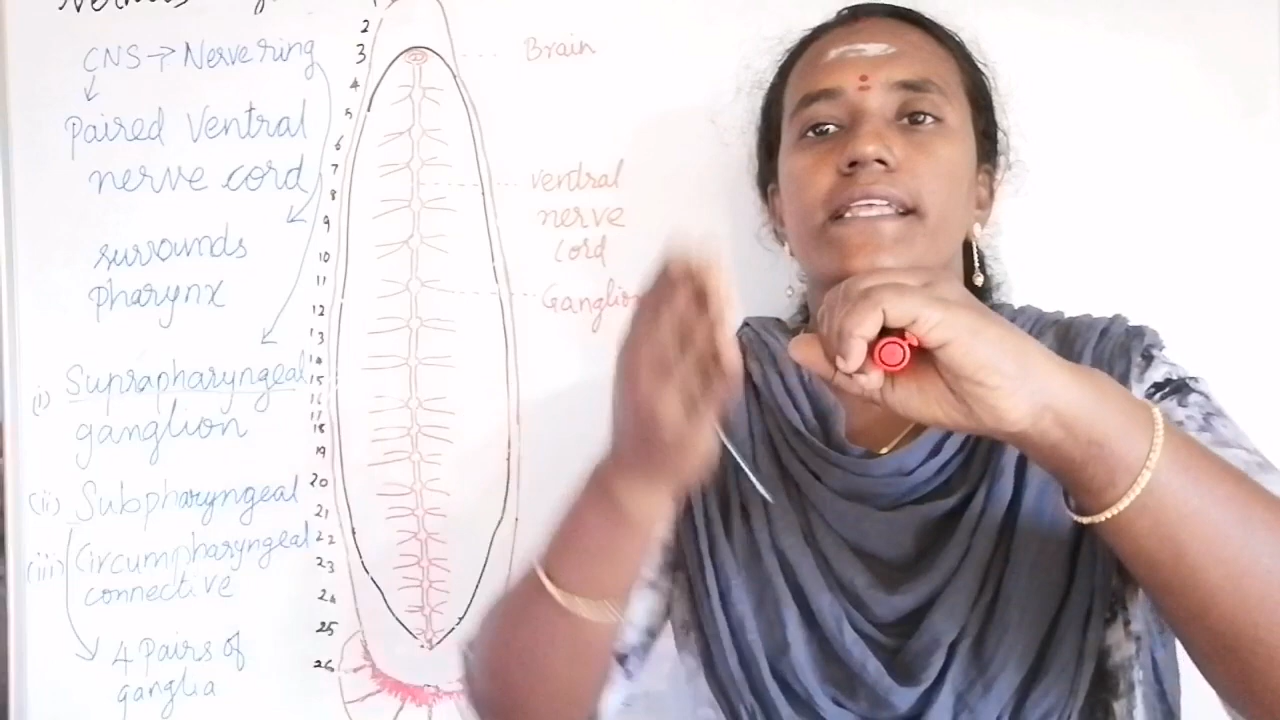 CNS → Nerve ring
Paired Ventral
nerve cord
surrounds
pharynx
(i) Suprapharyngeal
ganglion
(ii) Subpharyngeal
(iii) Circumpharyngeal
connective
4 Pairs of
ganglia
2
3
4
5
6
7
8
9
10
11
12
13
14
15
16
17
18
19
20
21
22
23
24
25
26
Brain
ventral
nerve
cord
Ganglion